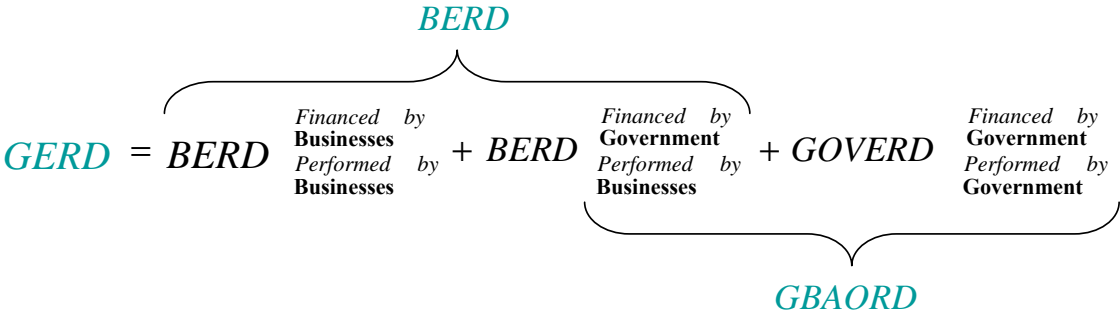 BERD
GERD = BERD Financed by Businesses Performed by Businesses + BERD Financed by Government Performed by Businesses + GOVERD Financed by Government Performed by Government
GBAORD